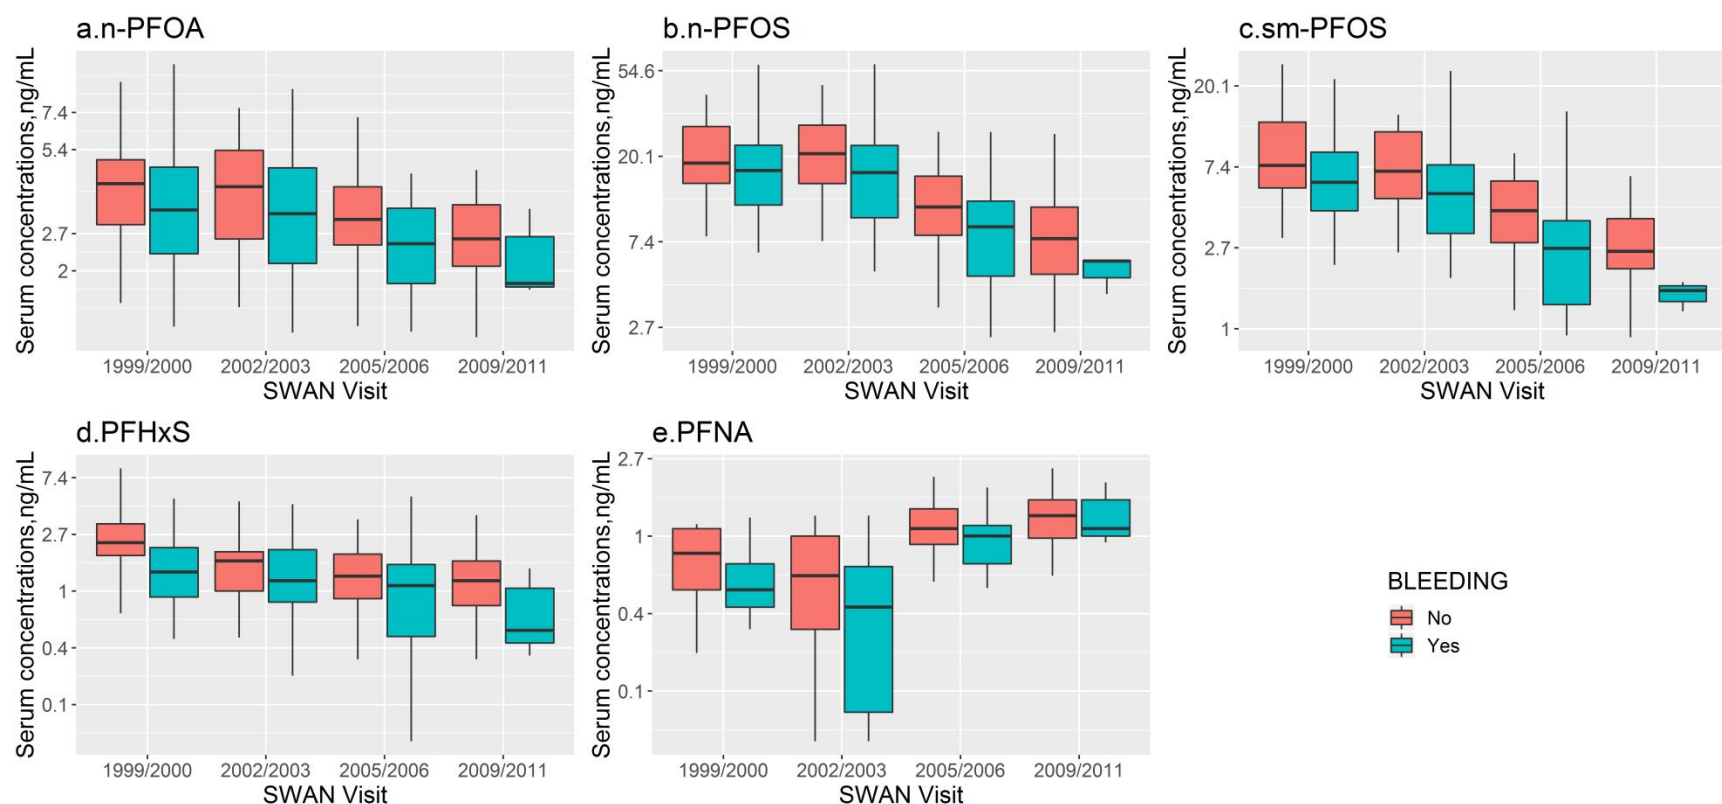 a.n-PFOA
Serum concentrations,ng/mL
7.4
5.4
2.7
2
1999/2000 2002/2003 2005/2006 2009/2011
SWAN Visit
b.n-PFOS
Serum concentrations,ng/mL
54.6
20.1
7.4
2.7
1999/2000 2002/2003 2005/2006 2009/2011
SWAN Visit
c.sm-PFOS
Serum concentrations,ng/mL
20.1
7.4
2.7
1
1999/2000 2002/2003 2005/2006 2009/2011
SWAN Visit
d.PFHxS
Serum concentrations,ng/mL
7.4
2.7
1
0.4
0.1
1999/2000 2002/2003 2005/2006 2009/2011
SWAN Visit
e.PFNA
Serum concentrations,ng/mL
2.7
1
0.4
0.1
1999/2000 2002/2003 2005/2006 2009/2011
SWAN Visit
BLEEDING
No
Yes